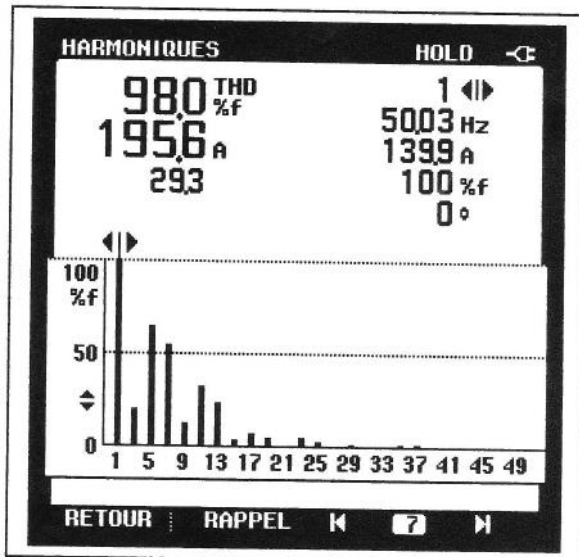 HARMONIQUES HOLD
98,0 THD %f
195,6 A
29,3
1
50,03 Hz
139,9 A
100 %f
0 °
100
%f
50
0
1 5 9 13 17 21 25 29 33 37 41 45 49
RETOUR RAPPEL 7